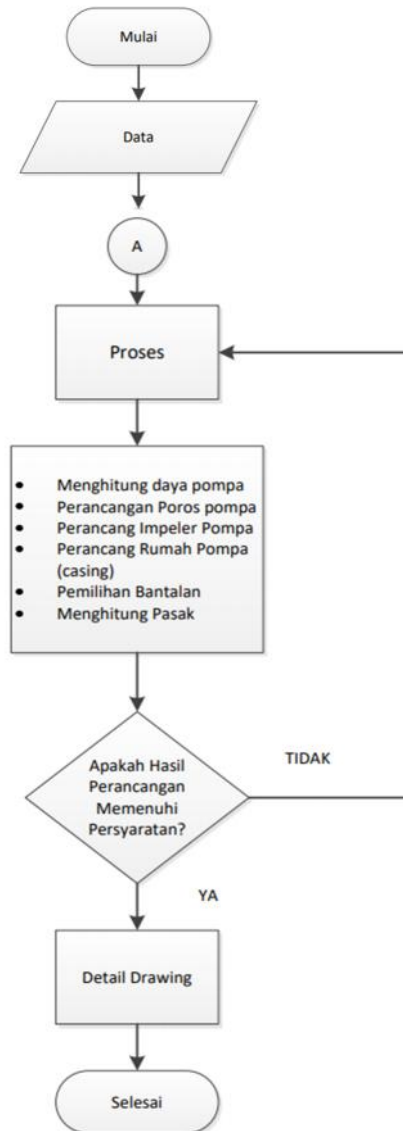 Mulai
Data
A
Proses
• Menghitung daya pompa
• Perancangan Poros pompa
• Perancang Impeler Pompa
• Perancang Rumah Pompa
(casing)
• Pemilihan Bantalan
• Menghitung Pasak
Apakah Hasil
Perancangan
Memenuhi
Persyaratan?
TIDAK
YA
Detail Drawing
Selesai